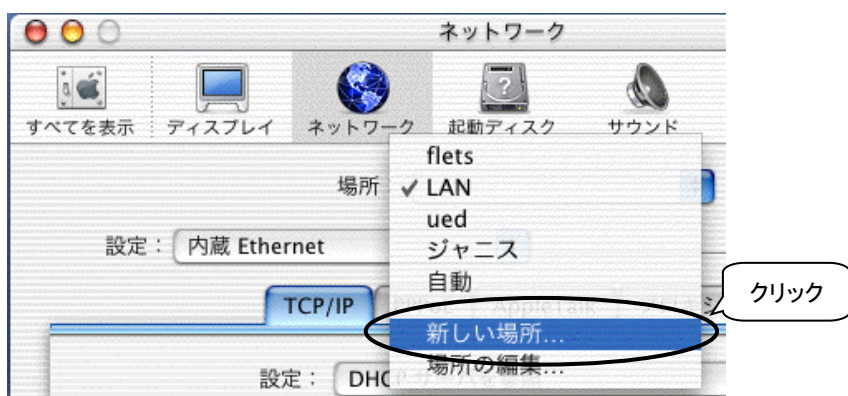 ネットワーク
すべてを表示 ディスプレイ ネットワーク 起動ディスク サウンド
flets
場所 ✓ LAN
ued
設定： 内蔵 Ethernet
ジャニス
自動
TCP/IP PPPoE AppleTalk
クリック
新しい場所...
場所の編集...
設定： DHC